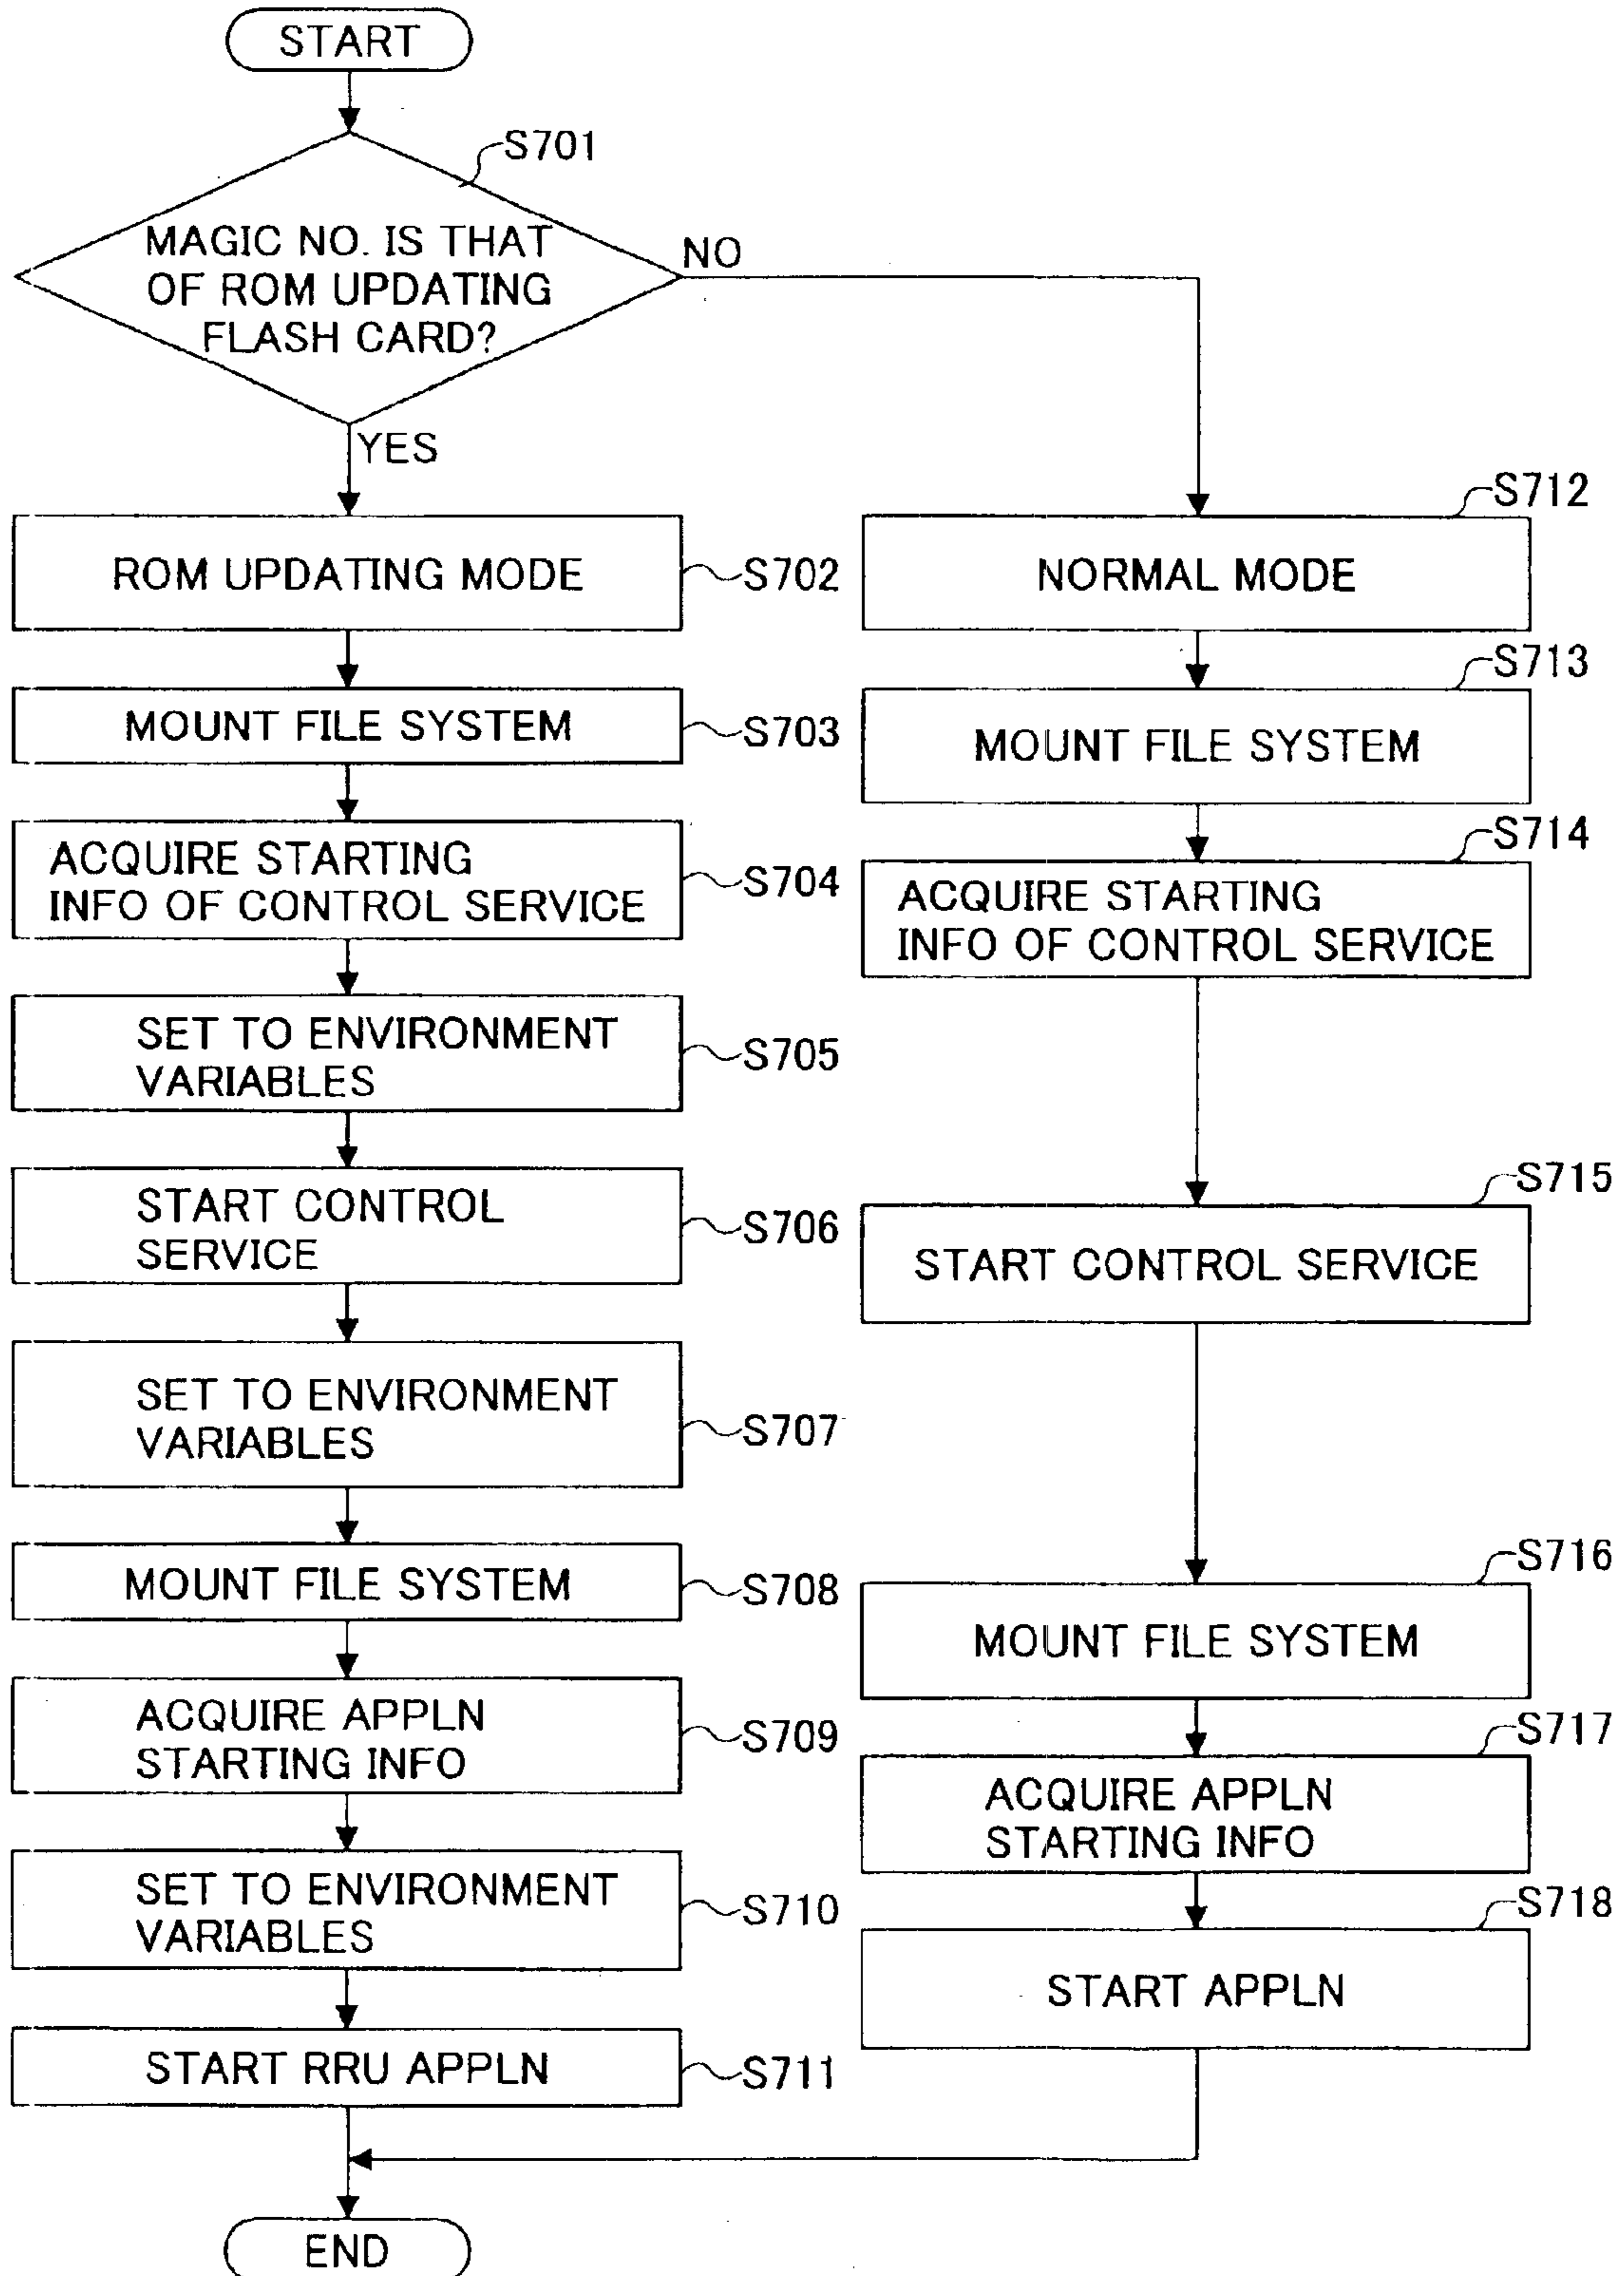 START
S701
MAGIC NO. IS THAT
OF ROM UPDATING
FLASH CARD?
NO
YES
ROM UPDATING MODE
S702
MOUNT FILE SYSTEM
S703
ACQUIRE STARTING
INFO OF CONTROL SERVICE
S704
SET TO ENVIRONMENT
VARIABLES
S705
START CONTROL
SERVICE
S706
SET TO ENVIRONMENT
VARIABLES
S707
MOUNT FILE SYSTEM
S708
ACQUIRE APPLN
STARTING INFO
S709
SET TO ENVIRONMENT
VARIABLES
S710
START RRU APPLN
S711
S712
NORMAL MODE
S713
MOUNT FILE SYSTEM
S714
ACQUIRE STARTING
INFO OF CONTROL SERVICE
S715
START CONTROL SERVICE
S716
MOUNT FILE SYSTEM
S717
ACQUIRE APPLN
STARTING INFO
S718
START APPLN
END